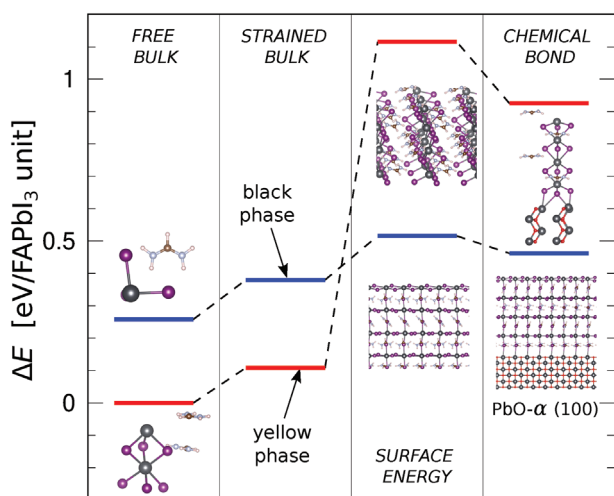 FREE
BULK
STRAINED
BULK
CHEMICAL
BOND
ΔE [eV/FAPbI₃ unit]
1
0.5
0
black
phase
yellow
phase
SURFACE
ENERGY
PbO-α (100)